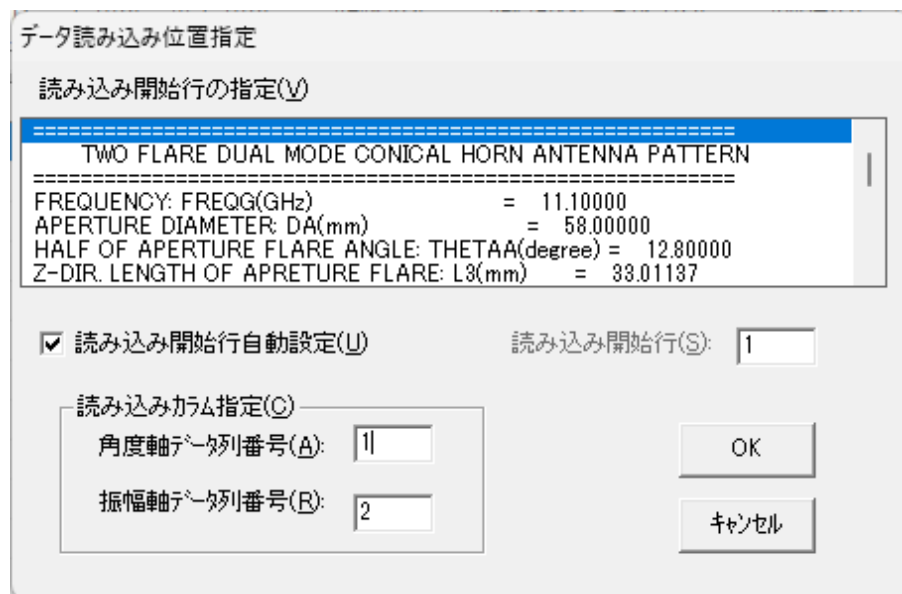 データ読み込み位置指定
読み込み開始行の指定(V)
==========================================================
TWO FLARE DUAL MODE CONICAL HORN ANTENNA PATTERN
==========================================================
FREQUENCY: FREQG(GHz) = 11.10000
APERTURE DIAMETER: DA(mm) = 58.00000
HALF OF APERTURE FLARE ANGLE: THETAA(degree) = 12.80000
Z-DIR. LENGTH OF APRETURE FLARE: L3(mm) = 33.01137
読み込み開始行自動設定(U)
読み込み開始行(S): 1
読み込みカラム指定(C)
角度軸データ列番号(A): 1
振幅軸データ列番号(R): 2
OK
キャンセル